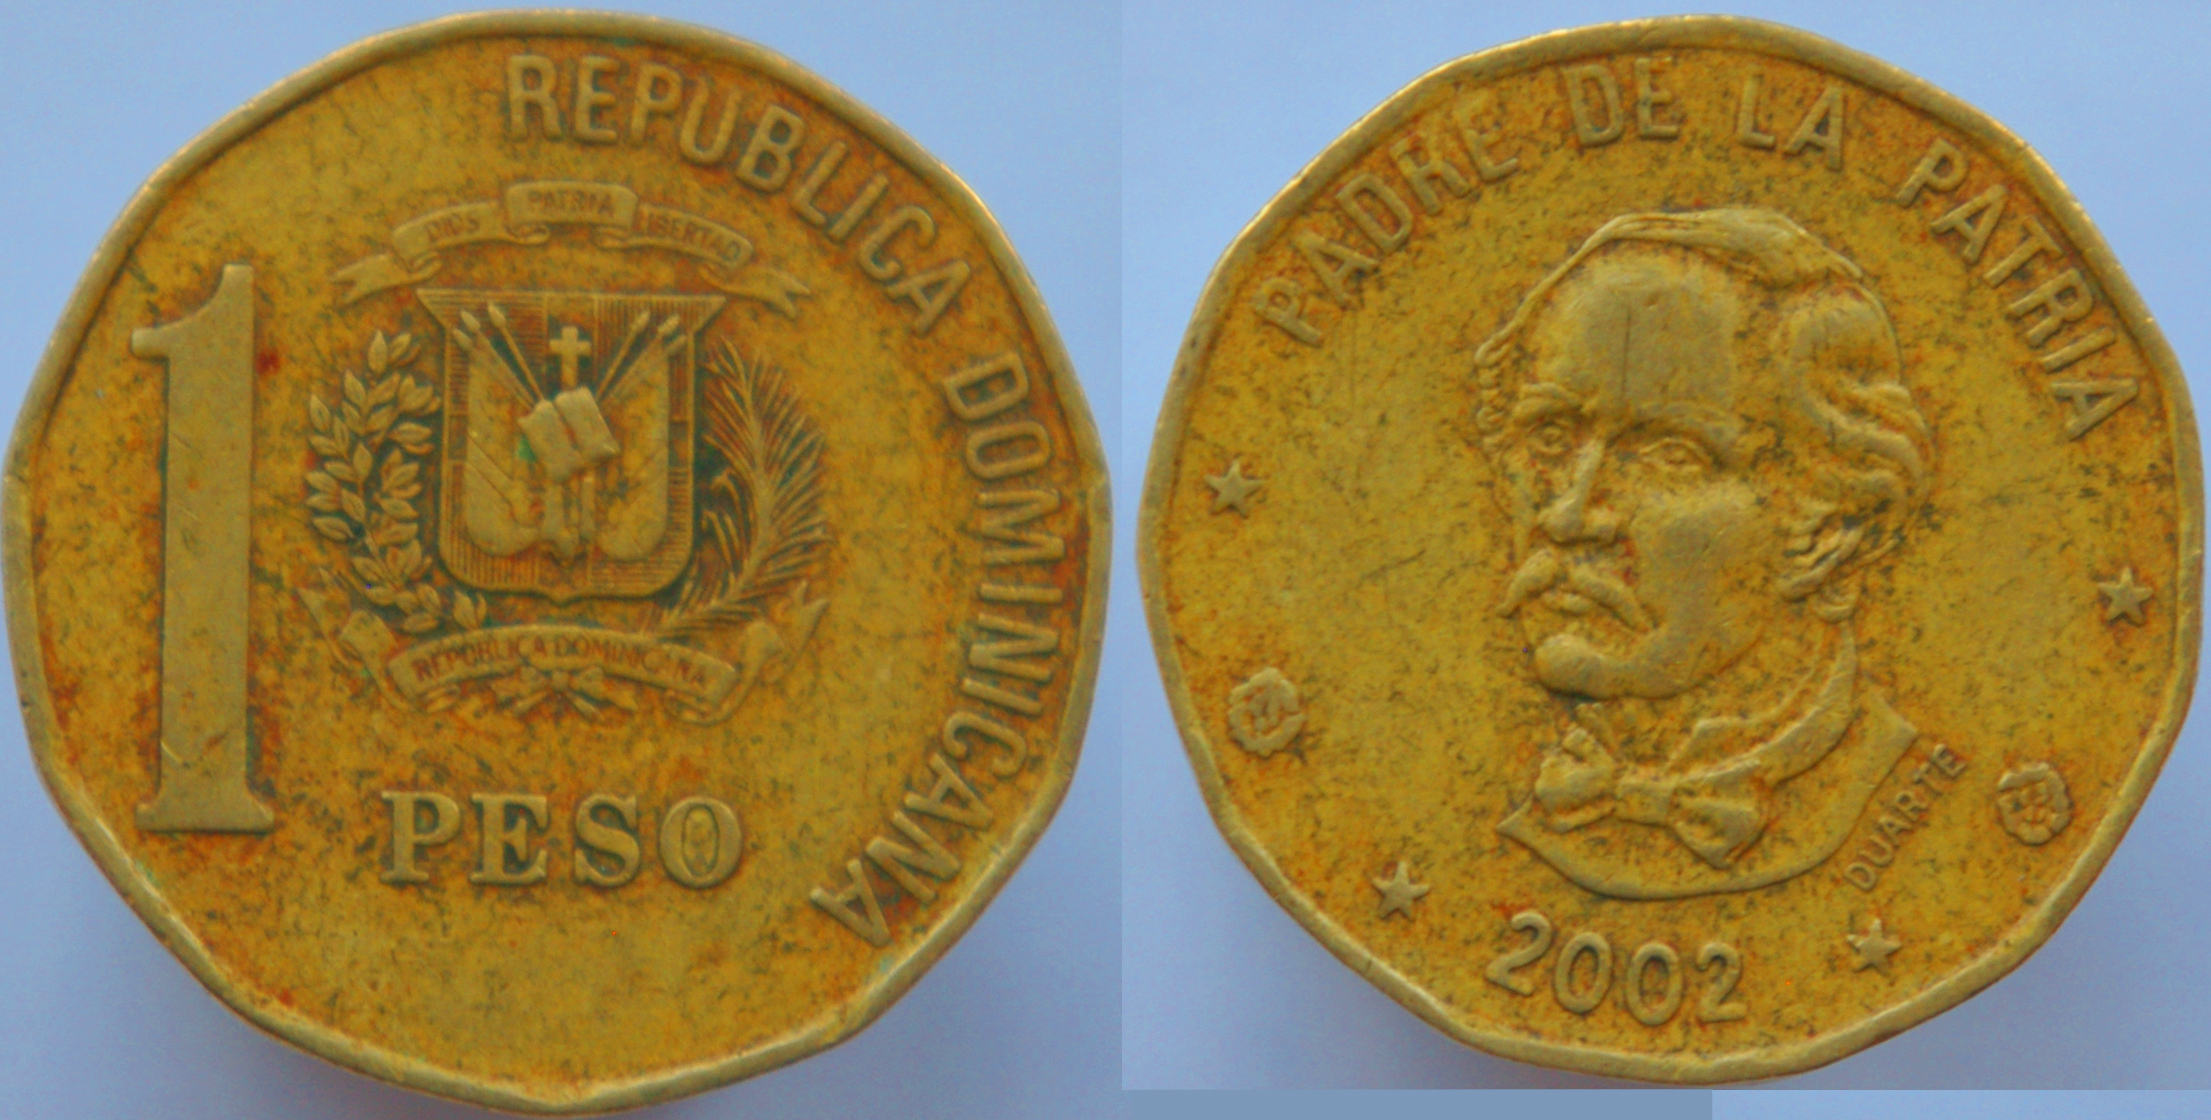 REPUBLICA DOMINICANA
DIOS PATRIA LIBERTAD
REPUBLICA DOMINICANA
1
PESO
PADRE DE LA PATRIA
DUARTE
2002